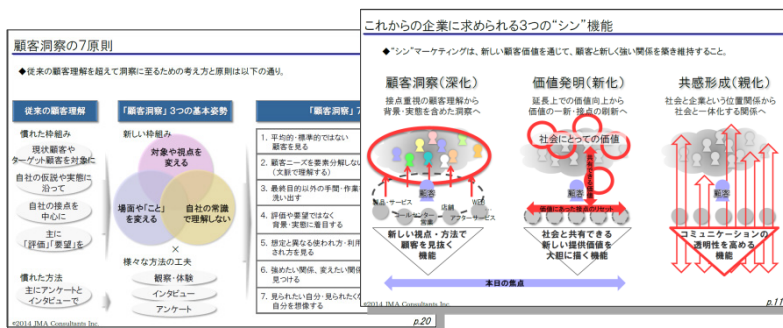 顧客洞察の7原則
◆従来の顧客理解を超えて洞察に至るための考え方と原則は以下の通り。
従来の顧客理解
慣れた枠組み
現状顧客や
ターゲット顧客を対象に
自社の仮説や実態に
沿って
自社の接点を
中心に
主に
「評価」「要望」を
慣れた方法
主にアンケートと
インタビューで
「顧客洞察」3つの基本姿勢
新しい枠組み
対象や視点を
変える
場面や「こと」
を変える
自社の常識
で理解しない
×
様々な方法の工夫
観察・体験
インタビュー
アンケート
「顧客洞察」7
1. 平均的・標準的ではない
顧客を見る
2. 顧客ニーズを要素分解しない
(文脈で理解する)
3. 最終目的以外の手間・作業
洗い出す
4. 評価や要望ではなく
背景・実態に着目する
5. 想定と異なる使い方・利用
され方を見る
6. 強めたい関係、変えたい関係
見つける
7. 見られたい自分・見られたくな
自分を想像する
©2014 JMA Consultants Inc.
p.20
これからの企業に求められる3つの“シン”機能
◆“シン”マーケティングは、新しい顧客価値を通じて、顧客と新しく強い関係を築き維持すること。
顧客洞察(深化)
接点重視の顧客理解から
背景・実態を含めた洞察へ
顧客
製品・サービス
コールセンター
営業
店舗
WEB
アフターサービス
新しい視点・方法で
顧客を見抜く
機能
価値発明(新化)
延長上での価値向上から
価値の一新・接点の刷新へ
社会にとっての価値
共有できる価値
顧客
価値にあった接点のリセット
社会と共有できる
新しい提供価値を
大胆に描く機能
共感形成(親化)
社会と企業という位置関係から
社会と一体化する関係へ
顧客
コミュニケーションの
透明性を高める
機能
本日の焦点
©2014 JMA Consultants Inc.
p.11